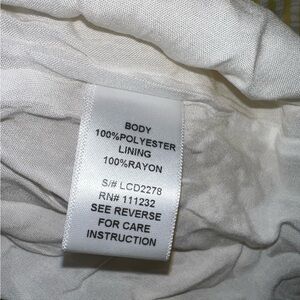 BODY
100%POLYESTER
LINING
100%RAYON
S/# LCD2278
RN# 111232
SEE REVERSE
FOR CARE
INSTRUCTION